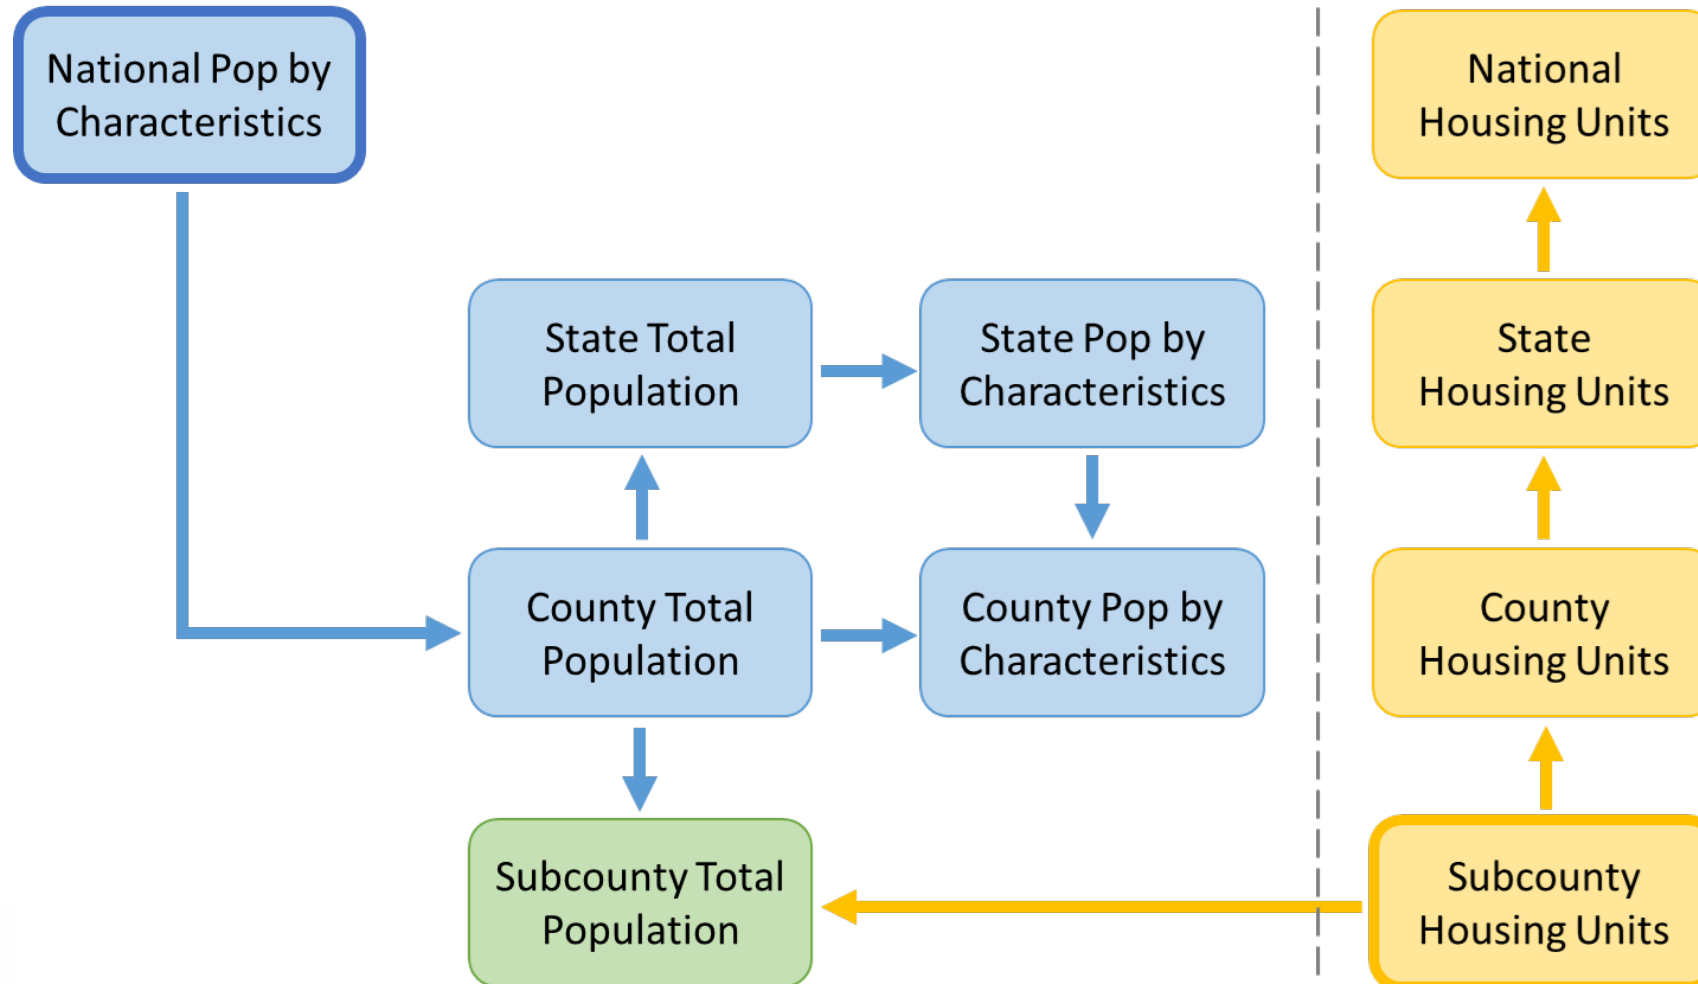 National Pop by
Characteristics
National
Housing Units
State Total
Population
State Pop by
Characteristics
State
Housing Units
County Total
Population
County Pop by
Characteristics
County
Housing Units
Subcounty Total
Population
Subcounty
Housing Units